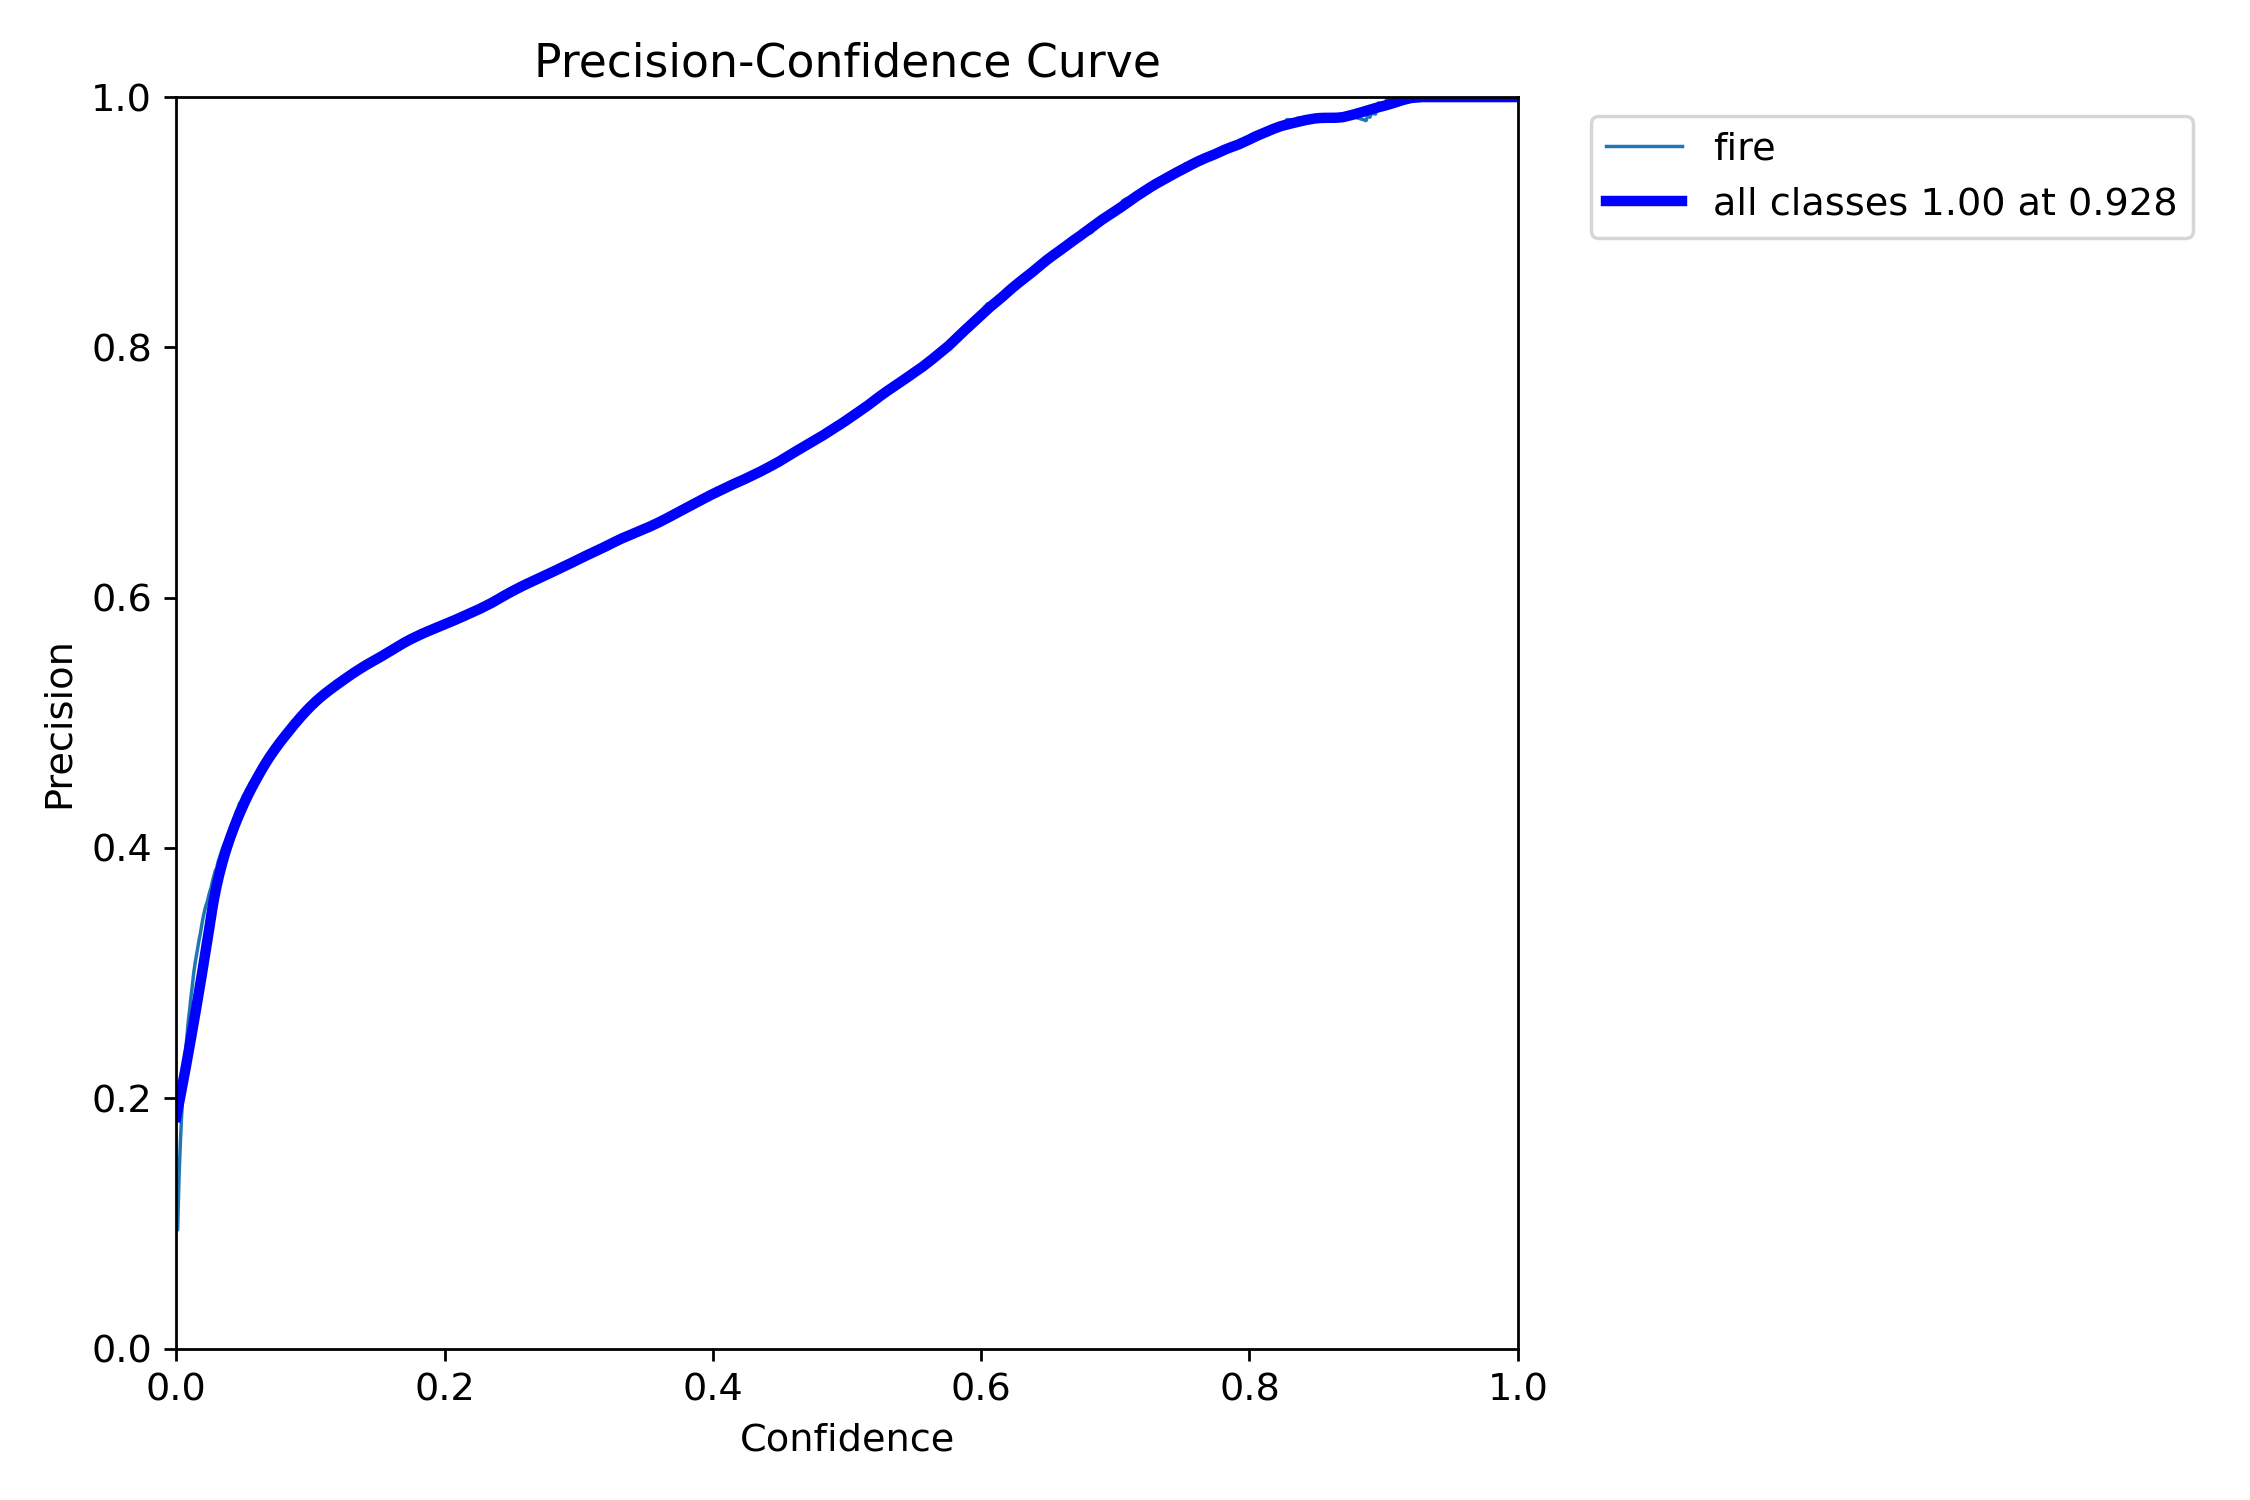 Precision-Confidence Curve
1.0
0.8
0.6
0.4
0.2
0.0
Precision
0.0 0.2 0.4 0.6 0.8 1.0
Confidence
fire
all classes 1.00 at 0.928